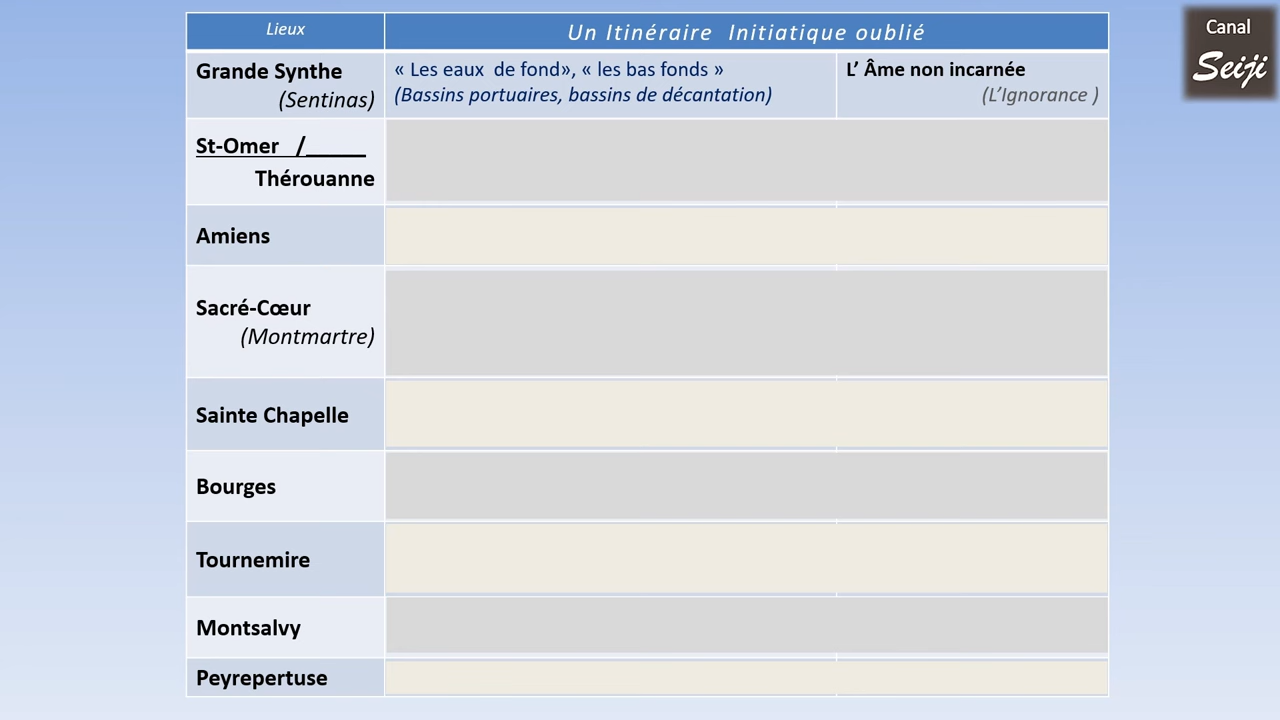 Lieux
Un Itinéraire Initiatique oublié
Canal
Seiji
Grande Synthe
(Sentinas)
« Les eaux de fond», « les bas fonds »
(Bassins portuaires, bassins de décantation)
L’ Âme non incarnée
(L’Ignorance )
St-Omer /_____
Thérouanne
Amiens
Sacré-Cœur
(Montmartre)
Sainte Chapelle
Bourges
Tournemire
Montsalvy
Peyrepertuse